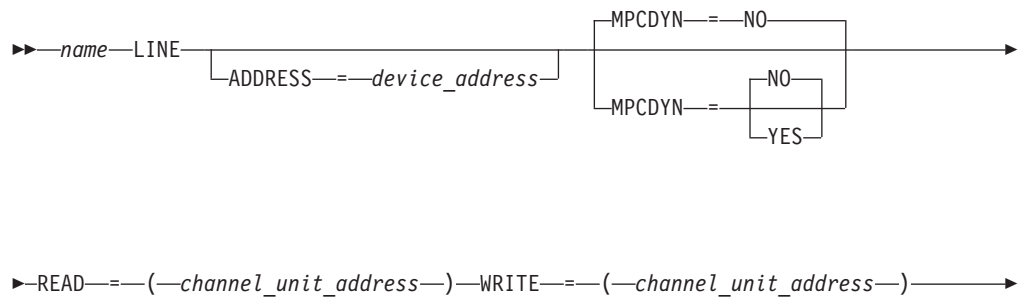 MPCDYN = NO
name LINE
ADDRESS = device_address
NO
MPCDYN =
YES
READ = ( channel_unit_address ) WRITE = ( channel_unit_address )